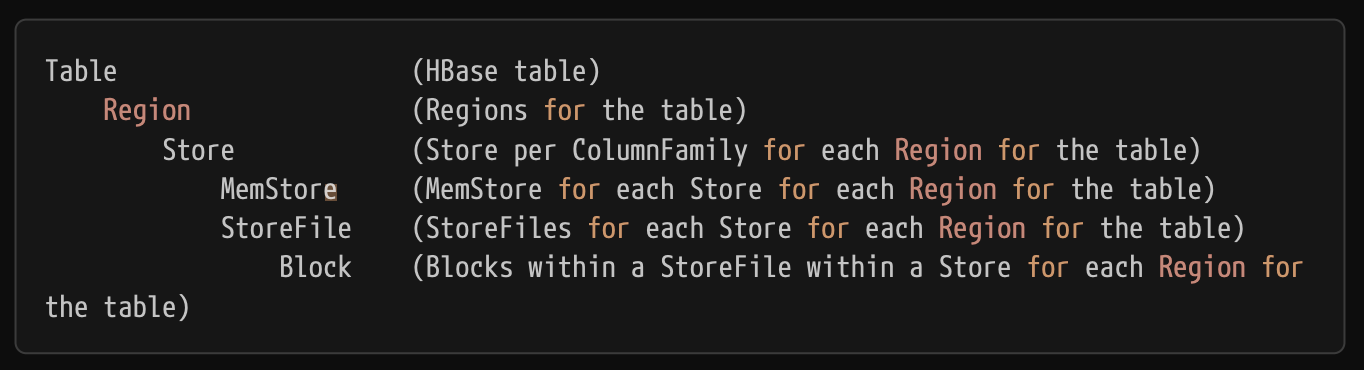 Table                    (HBase table)
    Region               (Regions for the table)
        Store            (Store per ColumnFamily for each Region for the table)
            MemStore     (MemStore for each Store for each Region for the table)
            StoreFile    (StoreFiles for each Store for each Region for the table)
                Block    (Blocks within a StoreFile within a Store for each Region for
the table)